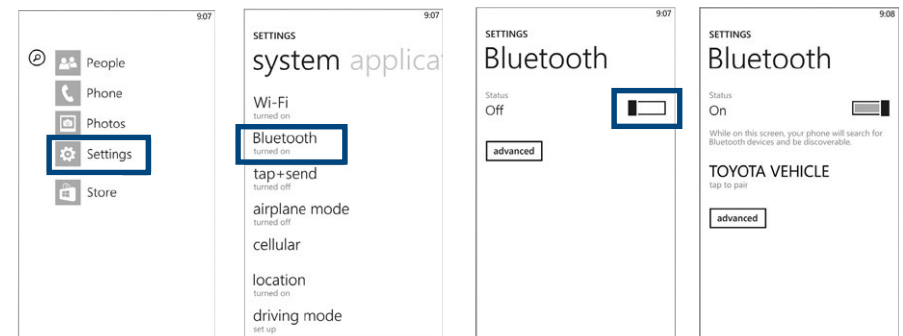 9:07
People
Phone
Photos
Settings
Store
9:07
SETTINGS
system applica
Wi-Fi
turned on
Bluetooth
turned on
tap+send
turned off
airplane mode
turned off
cellular
location
turned on
driving mode
set up
9:07
SETTINGS
Bluetooth
Status
Off
advanced
9:08
SETTINGS
Bluetooth
Status
On
While on this screen, your phone will search for
Bluetooth devices and be discoverable.
TOYOTA VEHICLE
tap to pair
advanced